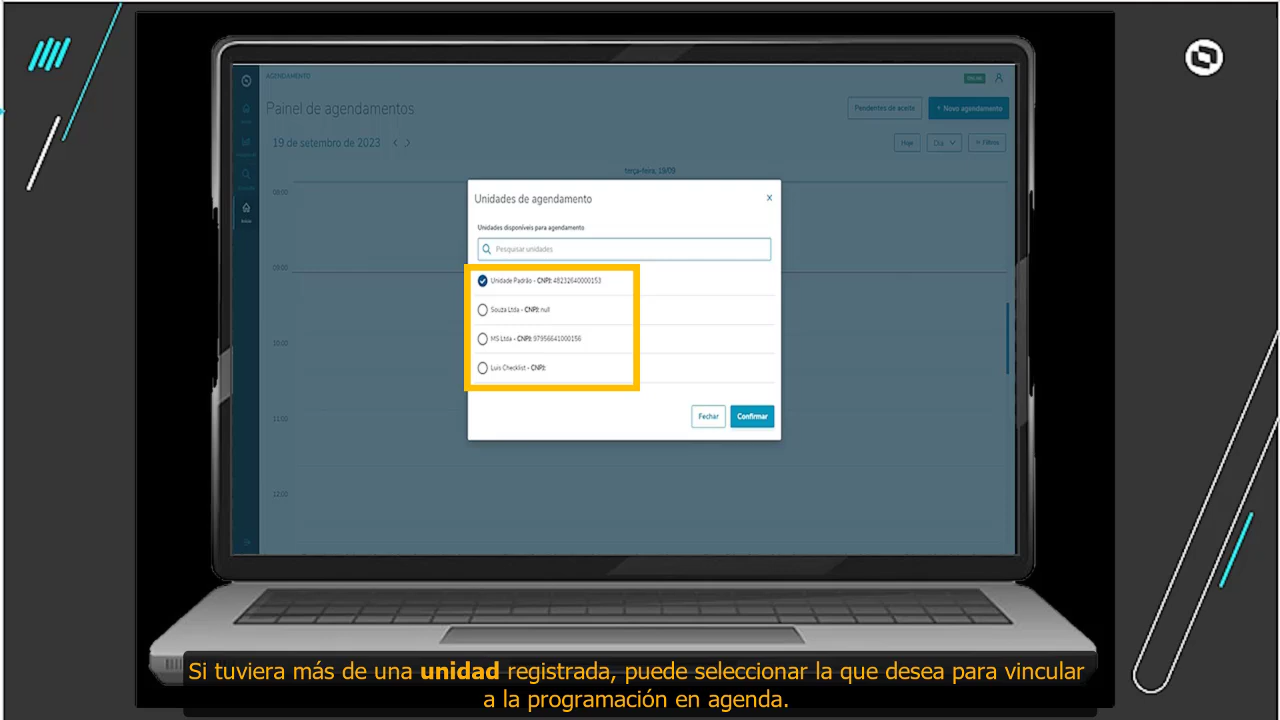 AGENDAMENTO
ONLINE
Painel de agendamentos
Pendentes de aceite
+ Novo agendamento
19 de setembro de 2023
Hoje
Dia
Filtros
terça-feira, 19/09
08:00
09:00
10:00
11:00
12:00
Início
Unidades de agendamento
X
Unidades disponíveis para agendamento
Pesquisar unidades
Unidade Padrão - CNPJ: 48232640000153
Souza Ltda - CNPJ: null
MS Ltda - CNPJ: 97956641000156
Luis Checklist - CNPJ:
Fechar
Confirmar
Si tuviera más de una unidad registrada, puede seleccionar la que desea para vincular
a la programación en agenda.